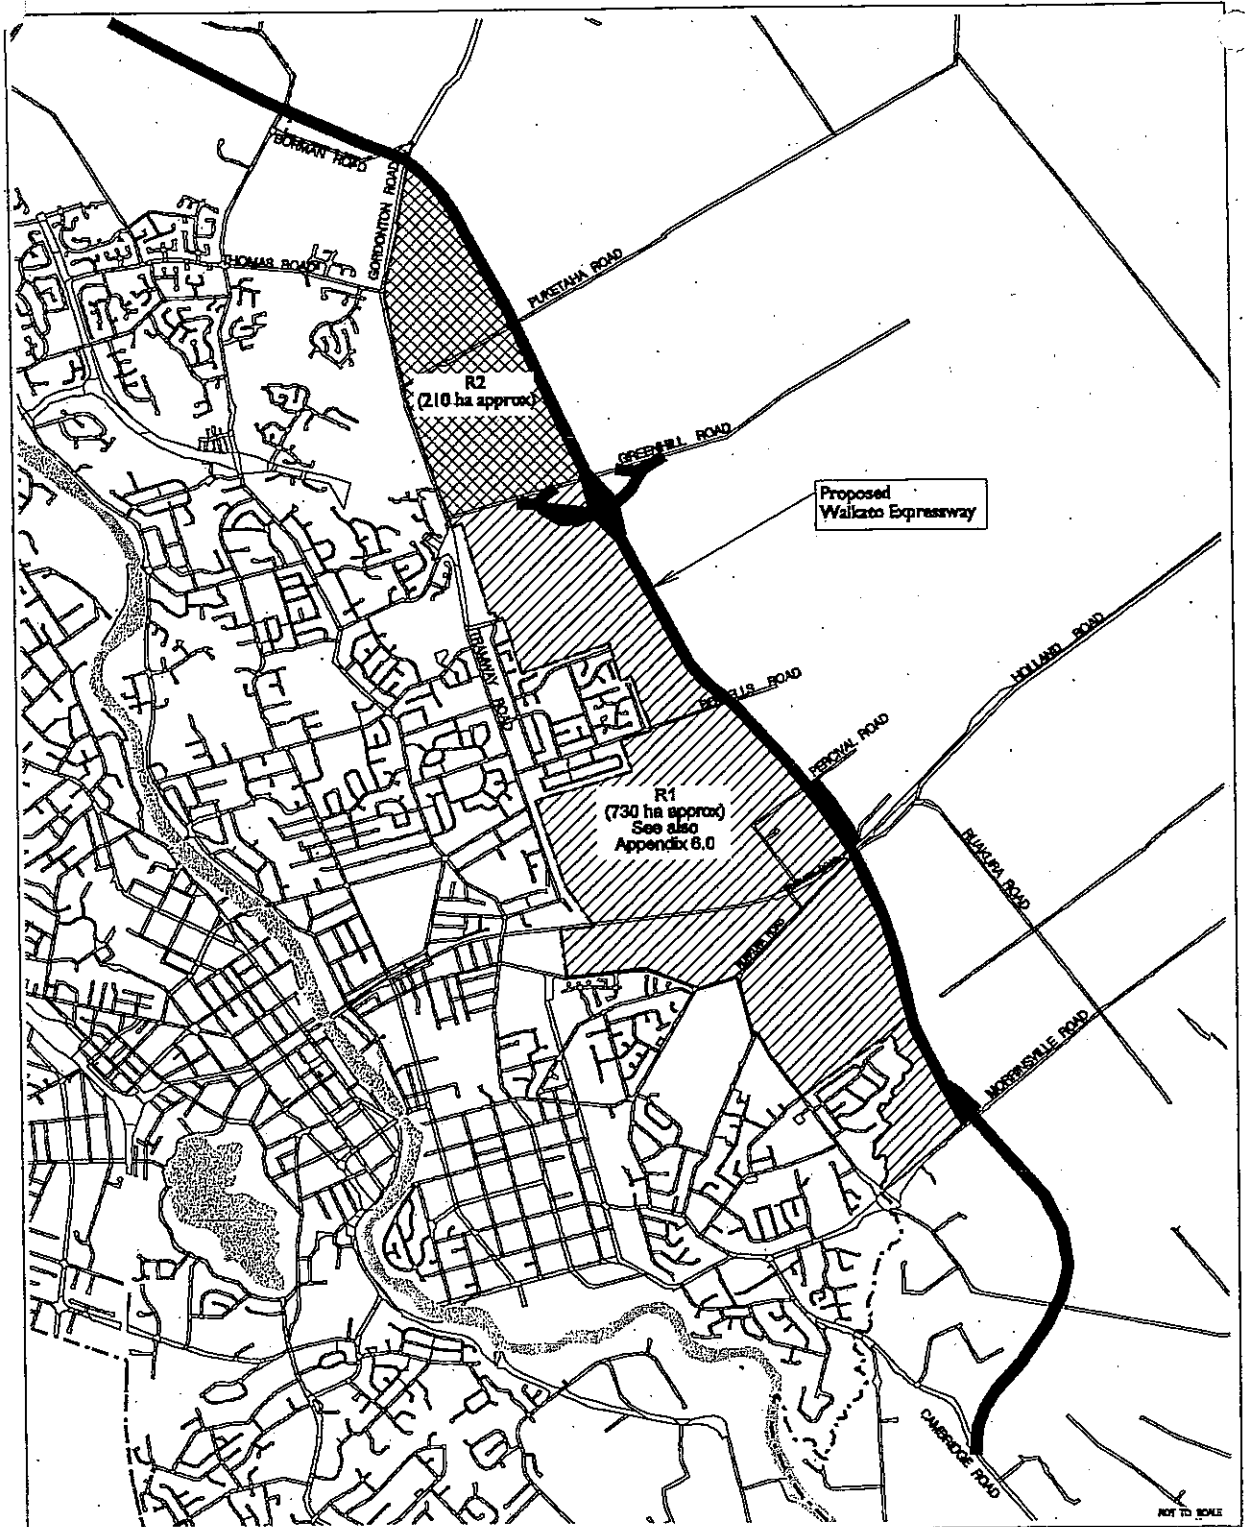 BORMAN ROAD
GORDONTON ROAD
THOMAS ROAD
PUKETAHA ROAD
R2
(210 ha approx)
GREENHILL ROAD
Proposed
Waikato Expressway
HOLLAND ROAD
TRAMWAY ROAD
ROAD
PERCIVAL ROAD
R1
(730 ha approx)
See also
Appendix 6.0
RUAKURA ROAD
ROAD
MORRINSVILLE ROAD
CAMBRIDGE ROAD
NOT TO SCALE